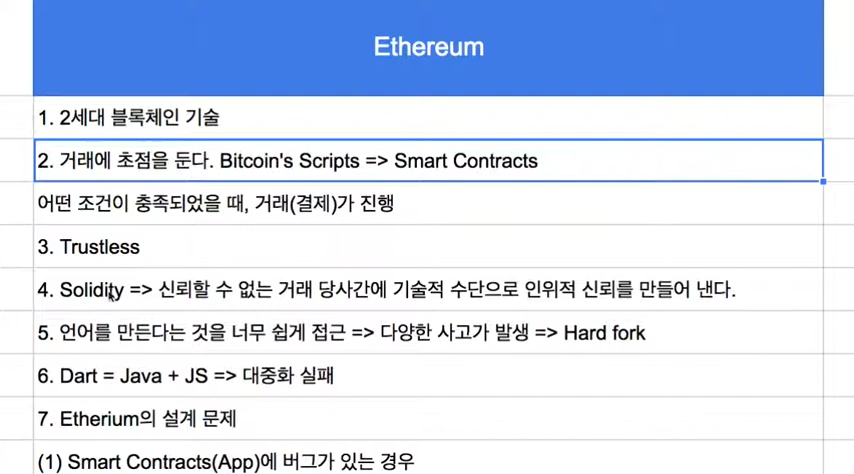 Ethereum
1. 2세대 블록체인 기술
2. 거래에 초점을 둔다. Bitcoin's Scripts => Smart Contracts
어떤 조건이 충족되었을 때, 거래(결제)가 진행
3. Trustless
4. Solidity => 신뢰할 수 없는 거래 당사간에 기술적 수단으로 인위적 신뢰를 만들어 낸다.
5. 언어를 만든다는 것을 너무 쉽게 접근 => 다양한 사고가 발생 => Hard fork
6. Dart = Java + JS => 대중화 실패
7. Etherium의 설계 문제
(1) Smart Contracts(App)에 버그가 있는 경우